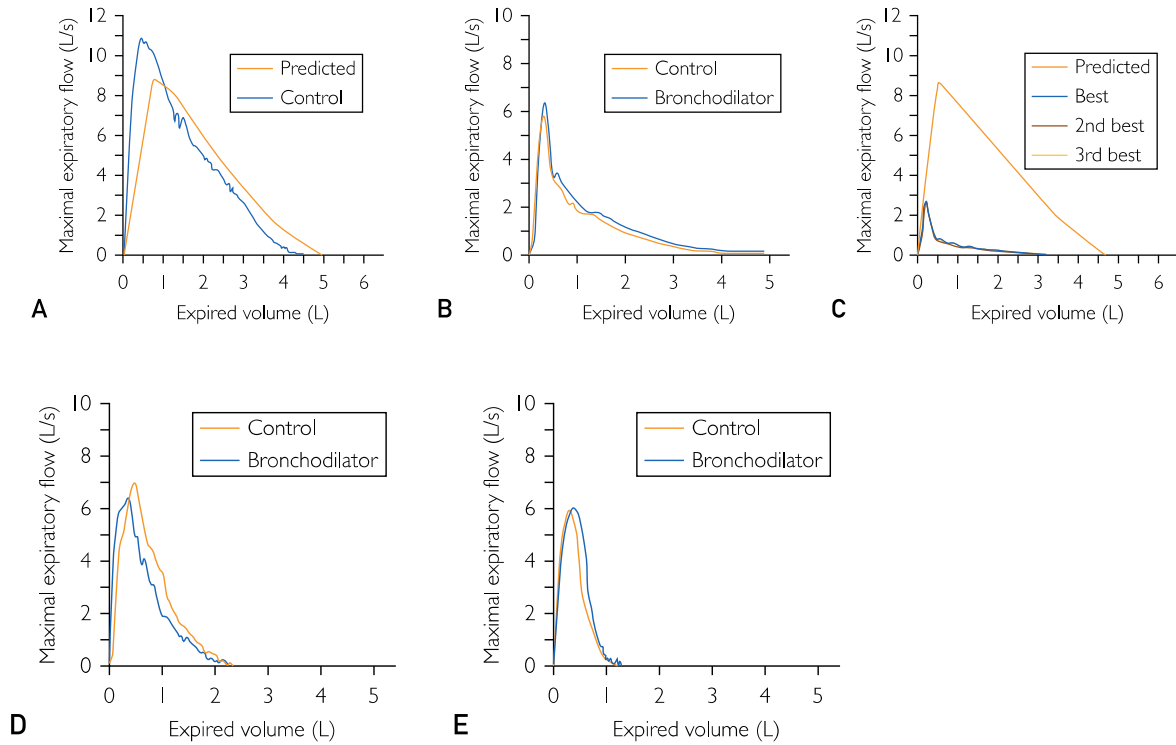 Maximal expiratory flow (L/s)
12
10
8
6
4
2
0
0 1 2 3 4 5 6
Expired volume (L)
Predicted
Control
A
Maximal expiratory flow (L/s)
10
8
6
4
2
0
0 1 2 3 4 5
Expired volume (L)
Control
Bronchodilator
B
Maximal expiratory flow (L/s)
12
10
8
6
4
2
0
0 1 2 3 4 5 6
Expired volume (L)
Predicted
Best
2nd best
3rd best
C
Maximal expiratory flow (L/s)
10
8
6
4
2
0
0 1 2 3 4 5
Expired volume (L)
Control
Bronchodilator
D
Maximal expiratory flow (L/s)
10
8
6
4
2
0
0 1 2 3 4 5
Expired volume (L)
Control
Bronchodilator
E